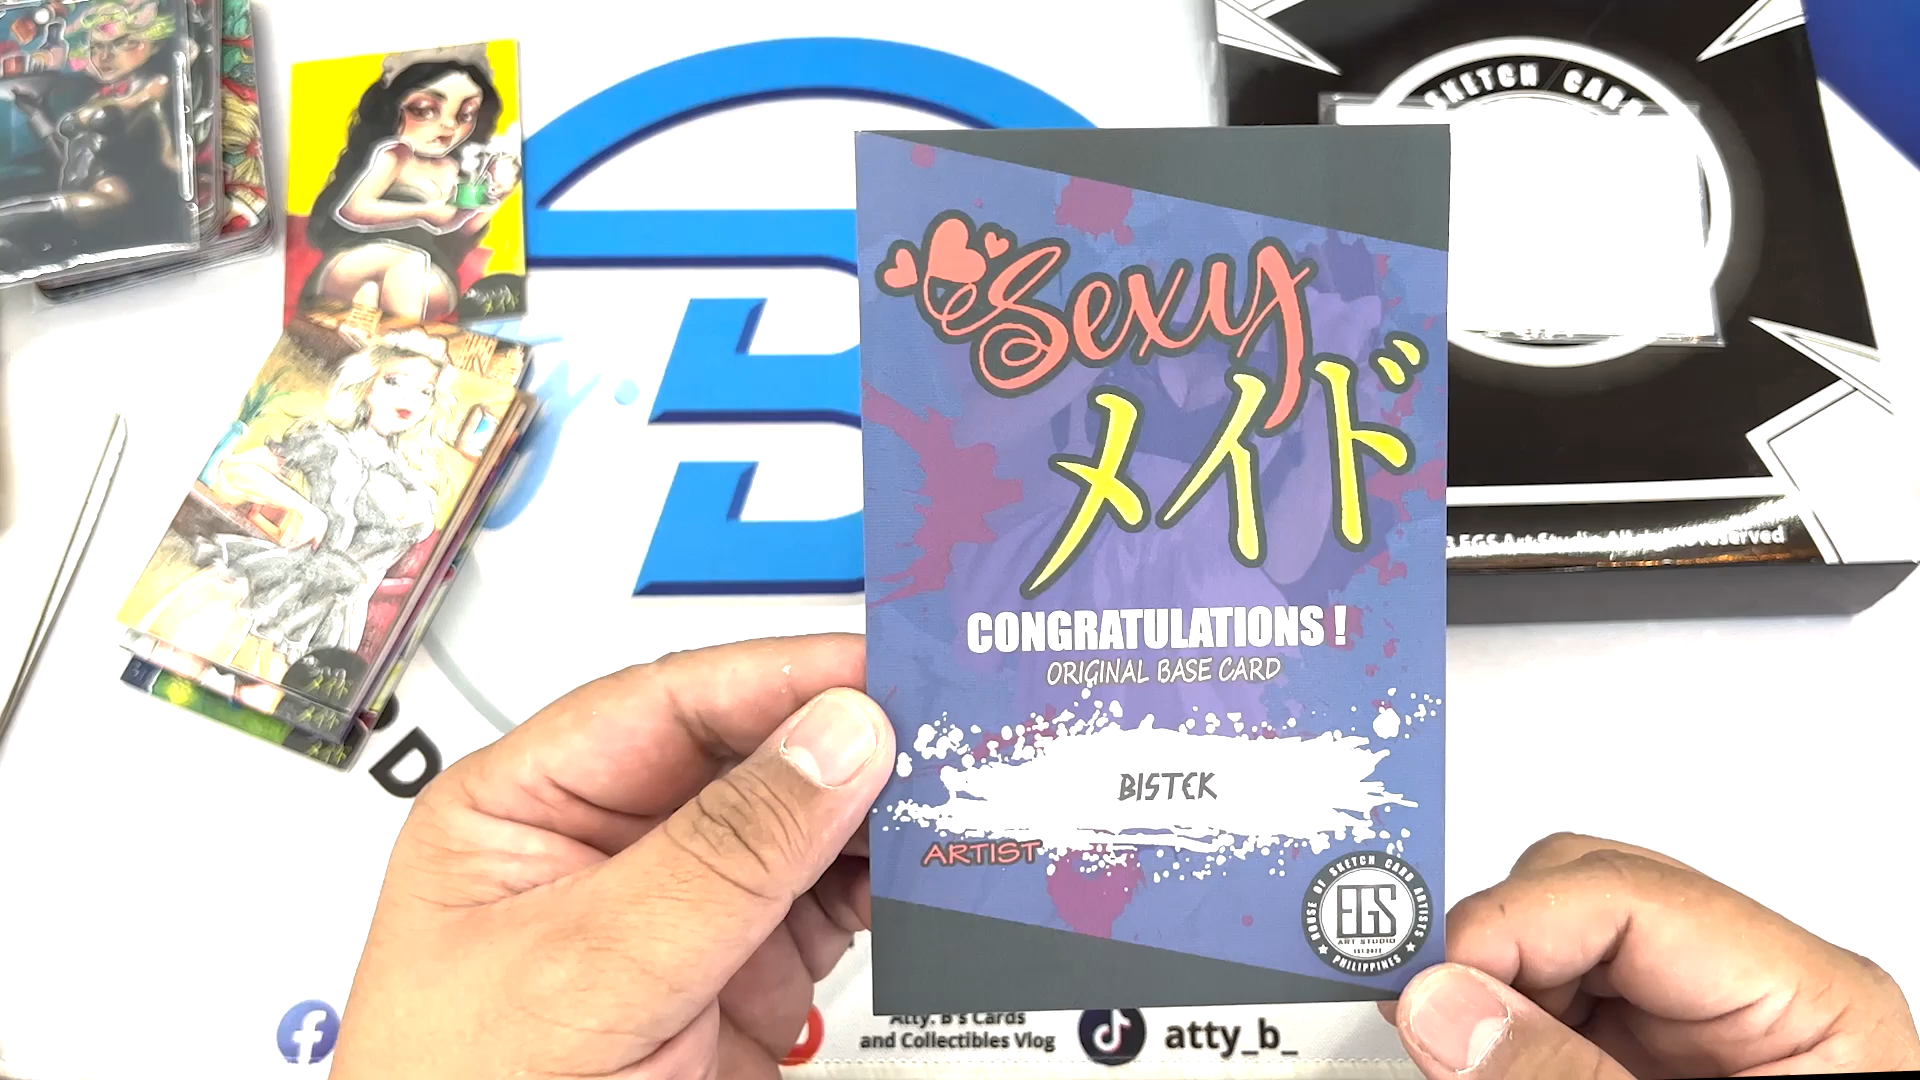 SKETCH CARD
Sexy
メイド
CONGRATULATIONS !
ORIGINAL BASE CARD
BISTEK
ARTIST
HOUSE OF SKETCH CARD ARTISTS
EGS
ART STUDIO
PHILIPPINES
EGS Art Studio All rights reserved
Atty. B's Cards
and Collectibles Vlog
atty_b_